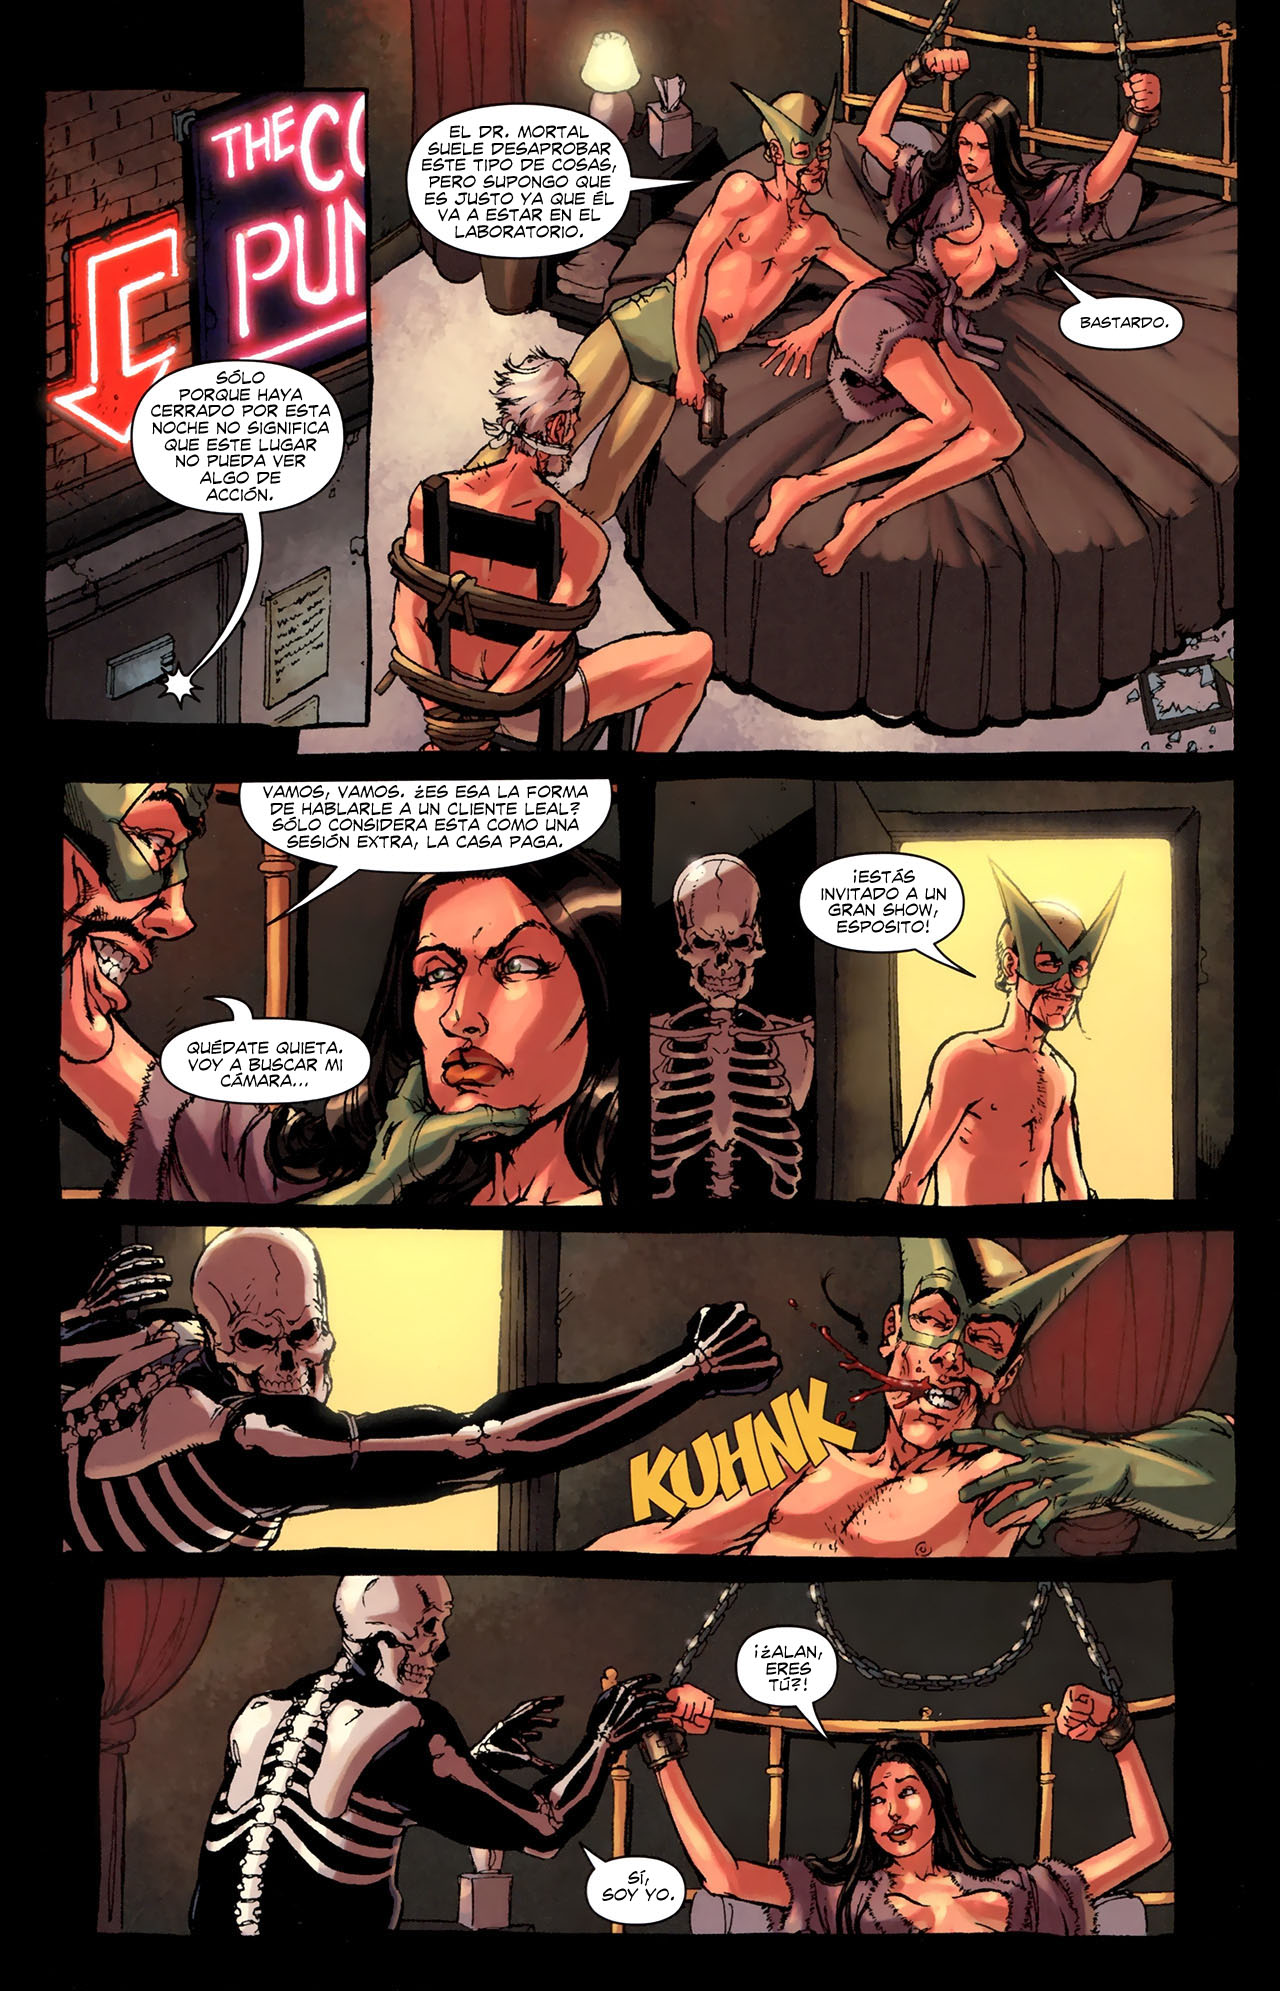 THE CO
PUN
SÓLO
PORQUE HAYA
CERRADO POR ESTA
NOCHE NO SIGNIFICA
QUE ESTE LUGAR
NO PUEDA VER
ALGO DE
ACCIÓN.
EL DR. MORTAL
SUELE DESAPROBAR
ESTE TIPO DE COSAS,
PERO SUPONGO QUE
ES JUSTO YA QUE ÉL
VA A ESTAR EN EL
LABORATORIO.
BASTARDO.
VAMOS, VAMOS. ¿ES ESA LA FORMA
DE HABLARLE A UN CLIENTE LEAL?
SÓLO CONSIDERA ESTA COMO UNA
SESIÓN EXTRA, LA CASA PAGA.
QUÉDATE QUIETA.
VOY A BUSCAR MI
CÁMARA...
¡ESTÁS
INVITADO A UN
GRAN SHOW,
ESPOSITO!
KUHNK
¡¿ALAN,
ERES
TÚ?!
SÍ,
SOY YO.